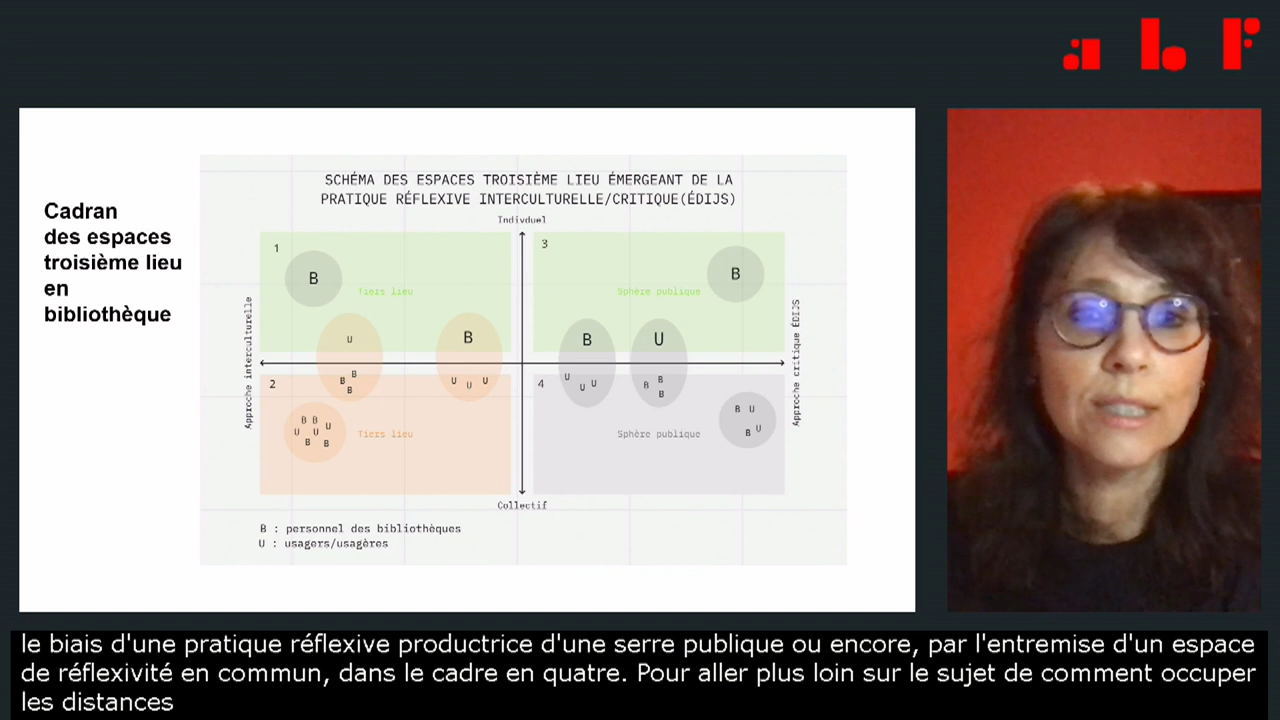 abf
Cadran
des espaces
troisième lieu
en
bibliothèque
SCHÉMA DES ESPACES TROISIÈME LIEU ÉMERGEANT DE LA
PRATIQUE RÉFLEXIVE INTERCULTURELLE/CRITIQUE(ÉDIJS)
Indivduel
1
B
Tiers lieu
U
B
B
B
B
3
B
Sphère publique
B
U
Approche interculturelle
Approche critique ÉDIJS
2
B
U U U
B B
U U U
B B
Tiers lieu
4
U
U U
B B
B
B U
B U
Sphère publique
Collectif
B : personnel des bibliothèques
U : usagers/usagères
le biais d'une pratique réflexive productrice d'une serre publique ou encore, par l'entremise d'un espace
de réflexivité en commun, dans le cadre en quatre. Pour aller plus loin sur le sujet de comment occuper
les distances